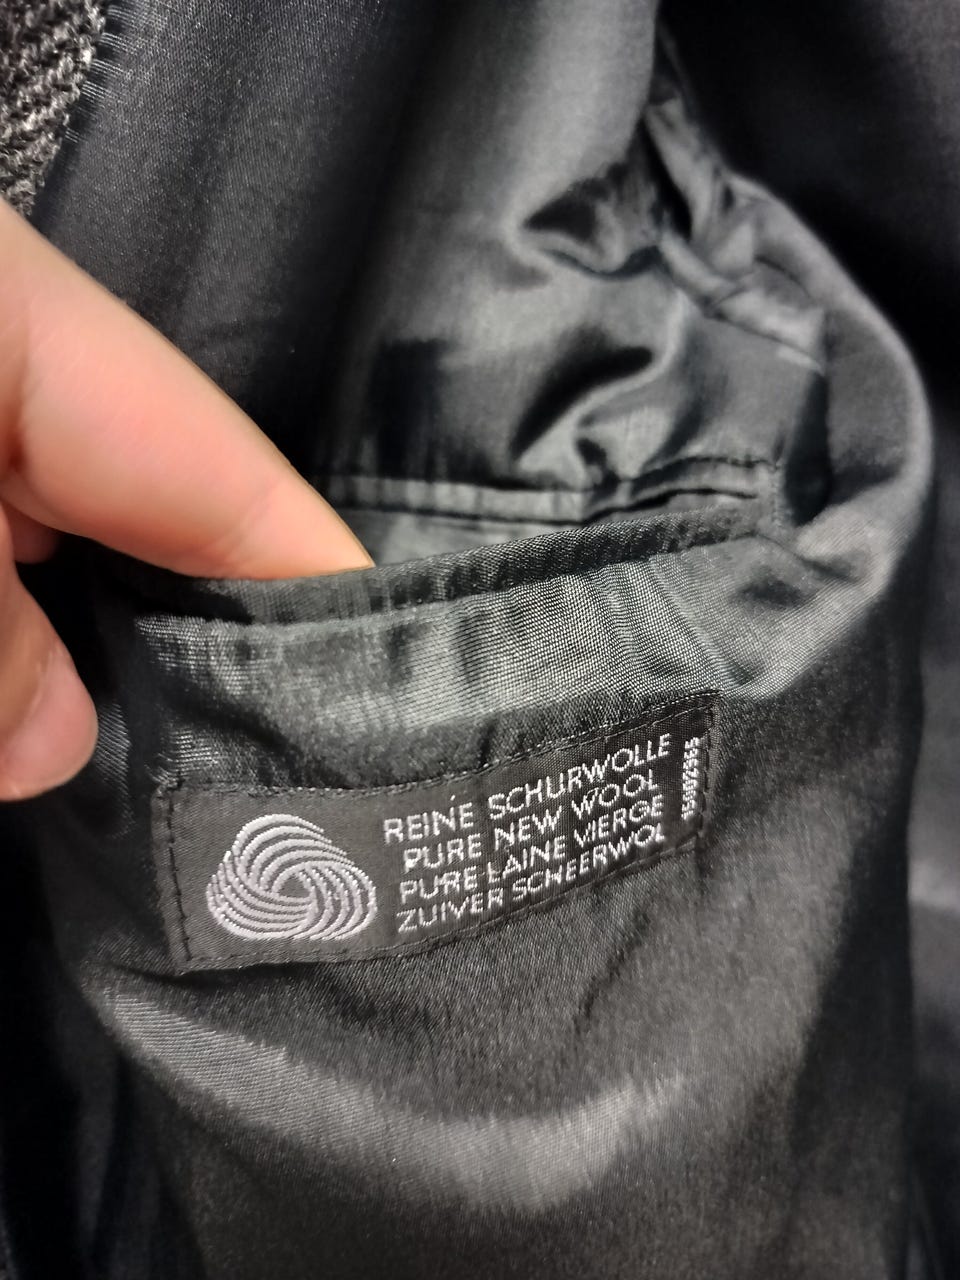 REINE SCHURWOLLE
PURE NEW WOOL
PURE LAINE VIERGE
ZUIVER SCHEERWOL